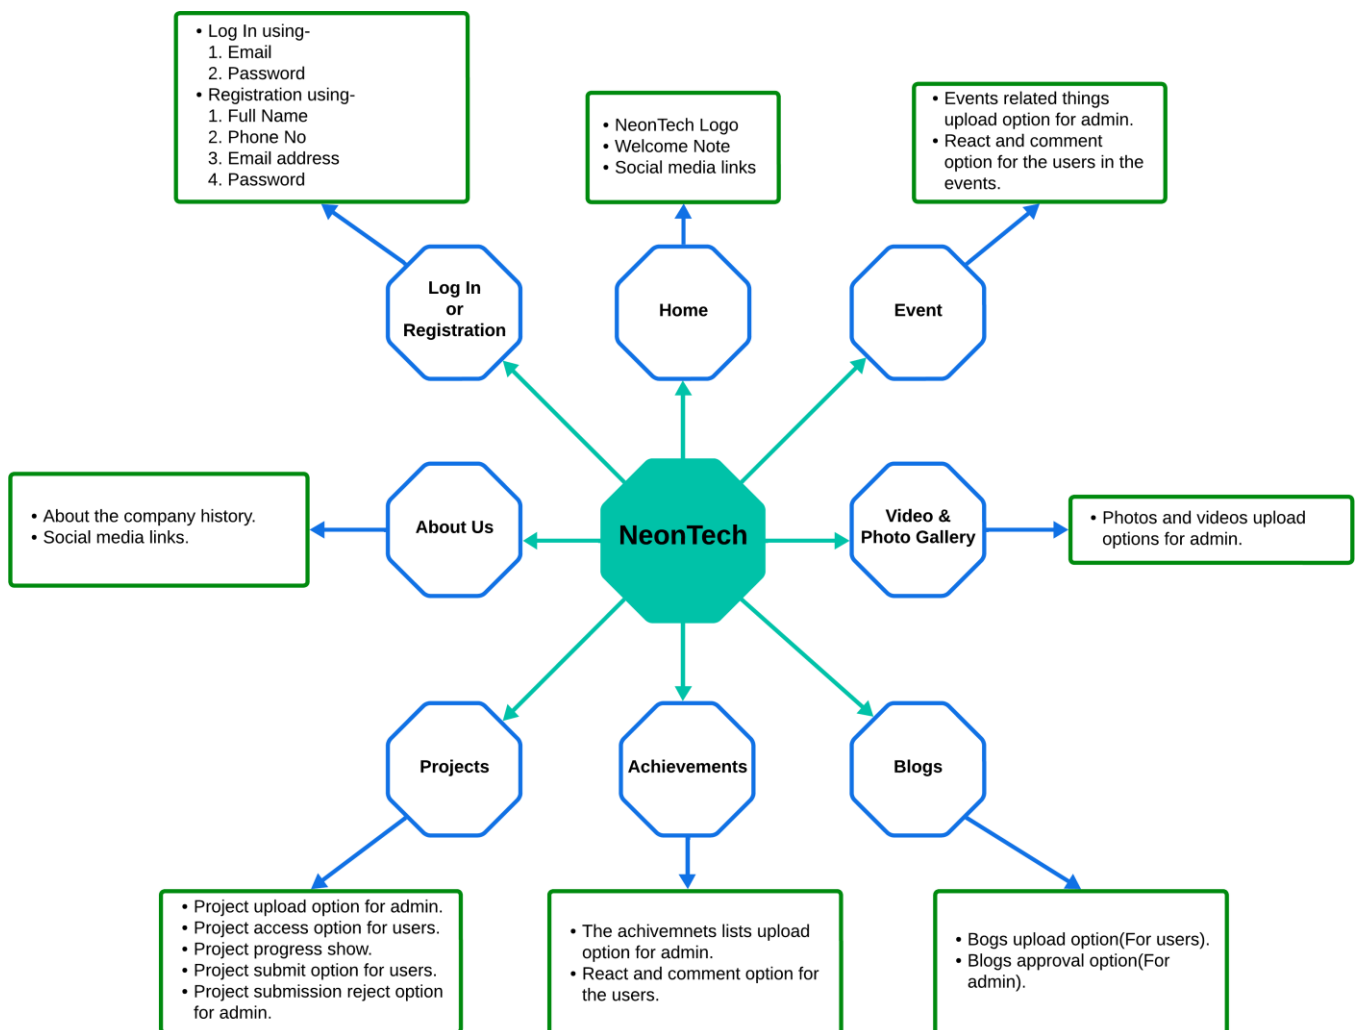 • Log In using-
1. Email
2. Password
• Registration using-
1. Full Name
2. Phone No
3. Email address
4. Password
• NeonTech Logo
• Welcome Note
• Social media links
• Events related things
upload option for admin.
• React and comment
option for the users in the
events.
Log In
or
Registration
Home
Event
• About the company history.
• Social media links.
About Us
NeonTech
Video &
Photo Gallery
• Photos and videos upload
options for admin.
Projects
Achievements
Blogs
• Project upload option for admin.
• Project access option for users.
• Project progress show.
• Project submit option for users.
• Project submission reject option
for admin.
• The achivemnets lists upload
option for admin.
• React and comment option for
the users.
• Bogs upload option(For users).
• Blogs approval option(For
admin).